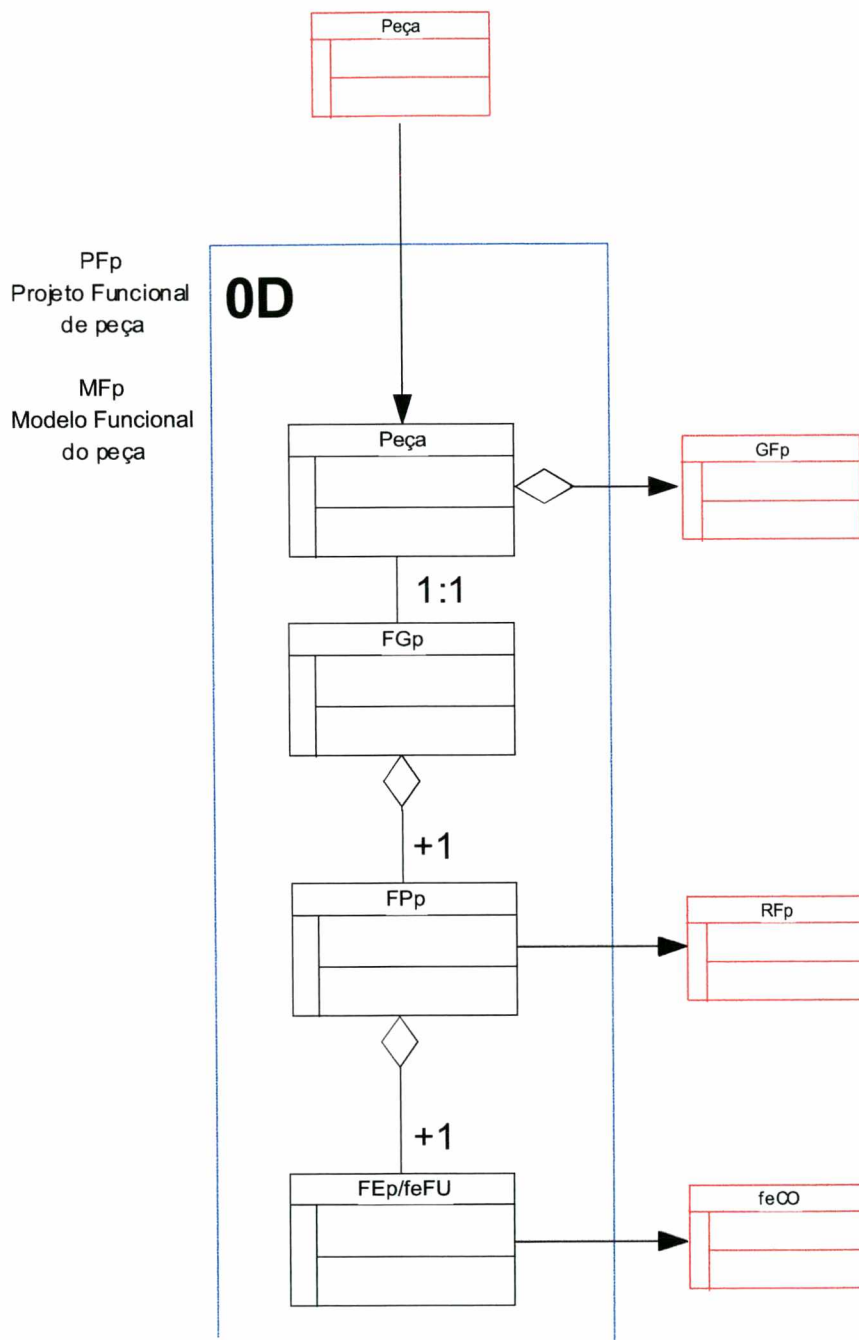 Peça
PFp
Projeto Funcional
de peça
0D
MFp
Modelo Funcional
do peça
Peça
GFp
1:1
FGp
+1
FPp
RFp
+1
FEp/feFU
feCO